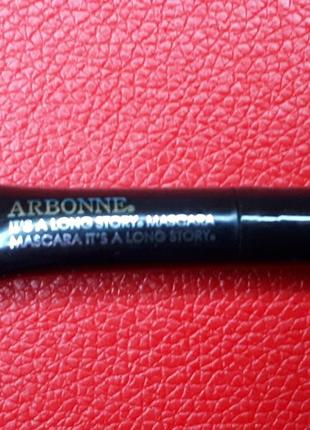 ARBONNE®
IT'S A LONG STORY® MASCARA
MASCARA IT'S A LONG STORY®